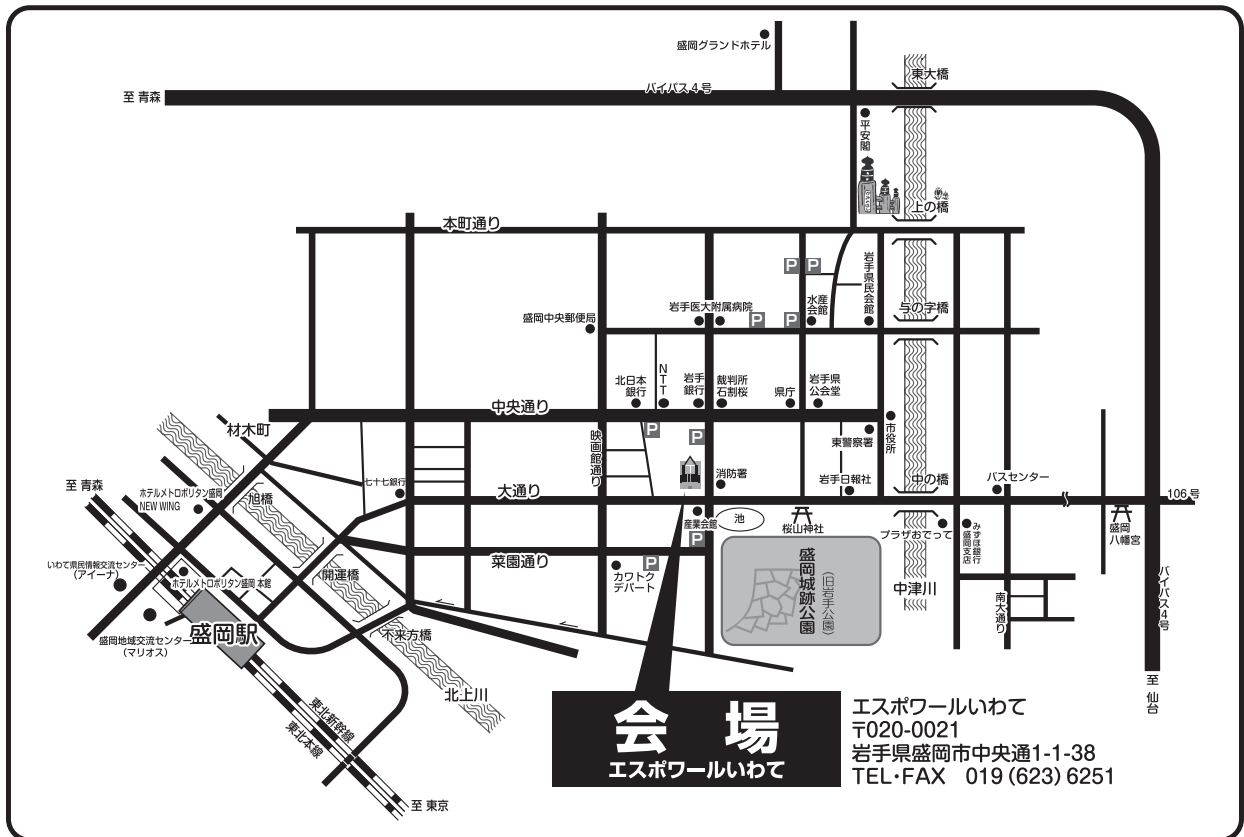 盛岡グランドホテル
東大橋
至 青森
バイパス4号
平安閣
上の橋
本町通り
岩手県民会館
水産会館
与の字橋
岩手医大附属病院
盛岡中央郵便局
P
P
P
P
北日本銀行
NTT
岩手銀行
裁判所
石割桜
県庁
岩手県公会堂
中央通り
市役所
材木町
映画館通り
P
P
東警察署
消防署
岩手日報社
中の橋
バスセンター
七十七銀行
至 青森
ホテルメトロポリタン盛岡
NEW WING
旭橋
大通り
106号
産業会館
池
桜山神社
プラザおでって
みずほ銀行
盛岡支店
盛岡八幡宮
P
菜園通り
P
カワトク
デパート
盛岡城跡公園
(旧岩手公園)
中津川
南大通り
バイパス4号
いわて県民情報交流センター
(アイーナ)
ホテルメトロポリタン盛岡 本館
開運橋
盛岡駅
盛岡地域交流センター
(マリオス)
不来方橋
北上川
至 仙台
東北新幹線
東北本線
至 東京
会 場
エスポワールいわて
エスポワールいわて
〒020-0021
岩手県盛岡市中央通1-1-38
TEL・FAX 019(623)6251